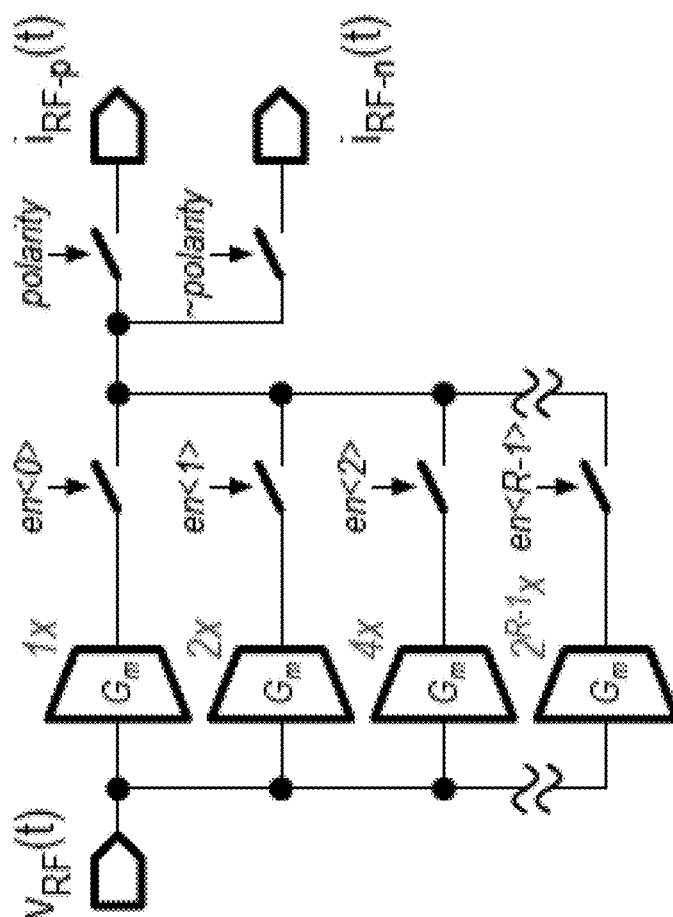 v_RF(t)
1x
G_m
en<0>
polarity
i_RF-p(t)
2x
G_m
en<1>
~polarity
i_RF-n(t)
4x
G_m
en<2>
2^R-1x
G_m
en<R-1>